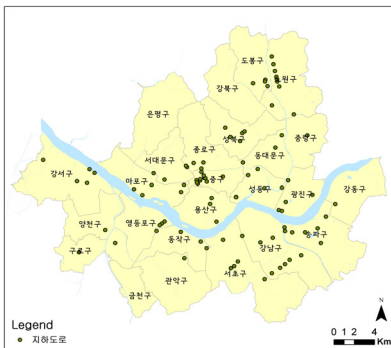 도봉구
노원구
강북구
은평구
성북구
중랑구
종로구
동대문구
서대문구
강서구
중구
마포구
성동구
광진구
강동구
용산구
양천구
영등포구
동작구
송파구
강남구
구로구
서초구
관악구
금천구
N
Legend
지하도로
0 1 2 4
Km